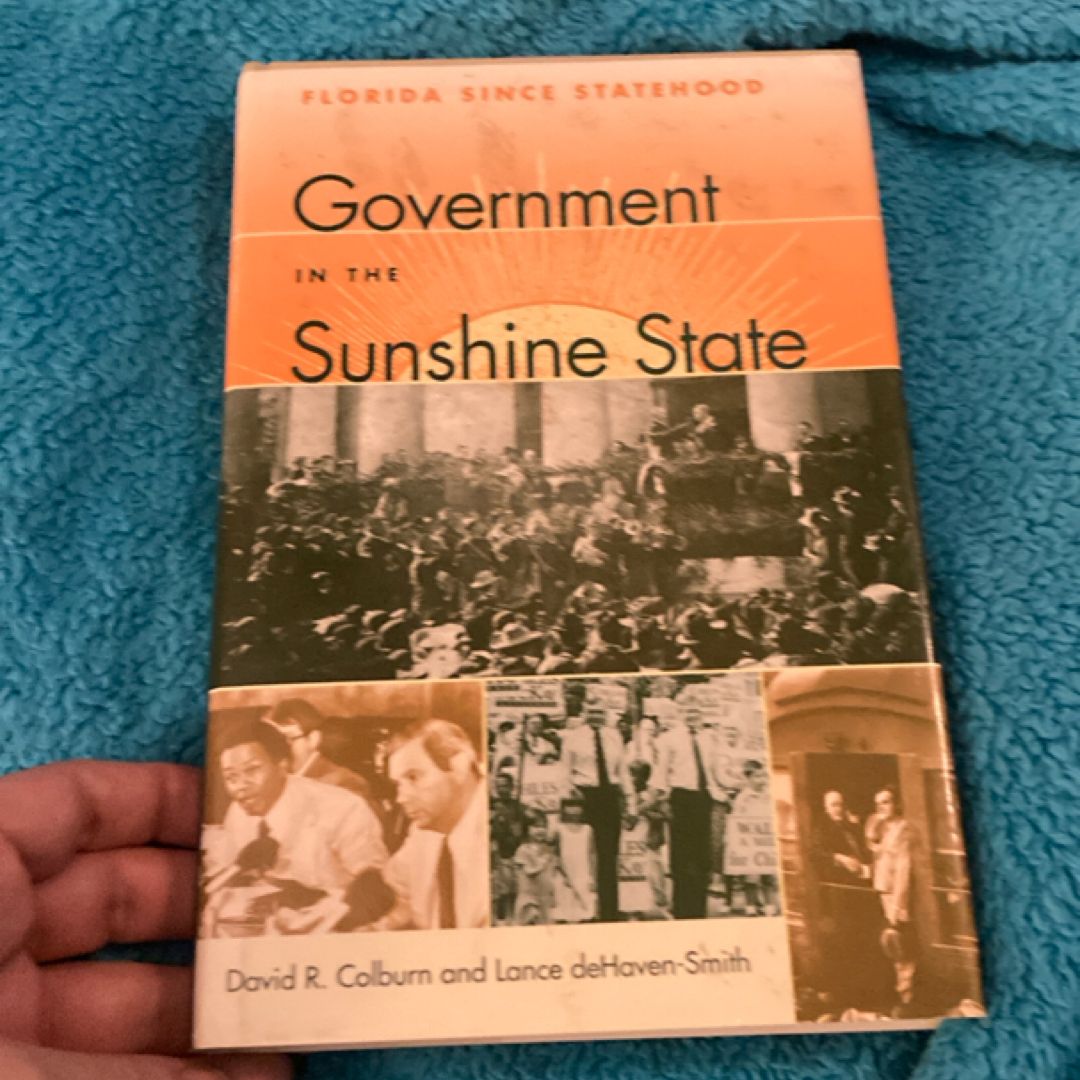 FLORIDA SINCE STATEHOOD
Government
IN THE
Sunshine State
David R. Colburn and Lance deHaven-Smith